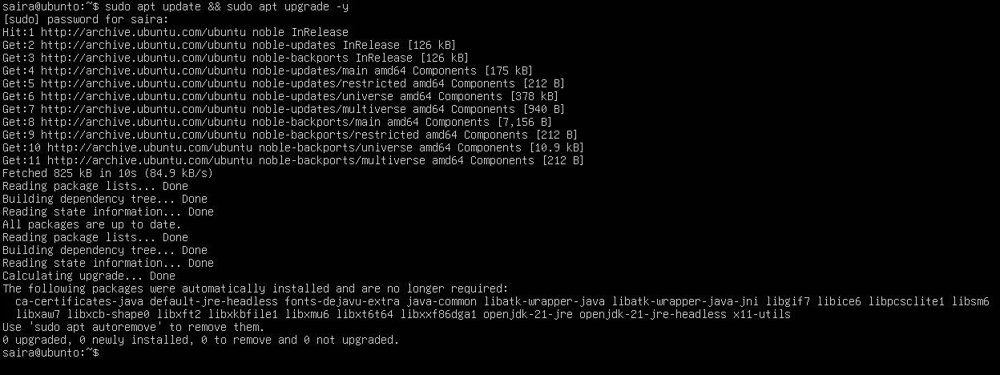 saira@ubunto:~$ sudo apt update && sudo apt upgrade -y
[sudo] password for saira:
Hit:1 http://archive.ubuntu.com/ubuntu noble InRelease
Get:2 http://archive.ubuntu.com/ubuntu noble-updates InRelease [126 kB]
Get:3 http://archive.ubuntu.com/ubuntu noble-backports InRelease [126 kB]
Get:4 http://archive.ubuntu.com/ubuntu noble-updates/main amd64 Components [175 kB]
Get:5 http://archive.ubuntu.com/ubuntu noble-updates/restricted amd64 Components [212 B]
Get:6 http://archive.ubuntu.com/ubuntu noble-updates/universe amd64 Components [378 kB]
Get:7 http://archive.ubuntu.com/ubuntu noble-updates/multiverse amd64 Components [940 B]
Get:8 http://archive.ubuntu.com/ubuntu noble-backports/main amd64 Components [7,156 B]
Get:9 http://archive.ubuntu.com/ubuntu noble-backports/restricted amd64 Components [212 B]
Get:10 http://archive.ubuntu.com/ubuntu noble-backports/universe amd64 Components [10.9 kB]
Get:11 http://archive.ubuntu.com/ubuntu noble-backports/multiverse amd64 Components [212 B]
Fetched 825 kB in 10s (84.9 kB/s)
Reading package lists... Done
Building dependency tree... Done
Reading state information... Done
All packages are up to date.
Reading package lists... Done
Building dependency tree... Done
Reading state information... Done
Calculating upgrade... Done
The following packages were automatically installed and are no longer required:
  ca-certificates-java default-jre-headless fonts-dejavu-extra java-common libatk-wrapper-java libatk-wrapper-java-jni libgif7 libice6 libpcsclite1 libsm6
  libxaw7 libxcb-shape0 libxft2 libxkbfile1 libxmu6 libxt6t64 libxxf86dga1 openjdk-21-jre openjdk-21-jre-headless x11-utils
Use 'sudo apt autoremove' to remove them.
0 upgraded, 0 newly installed, 0 to remove and 0 not upgraded.
saira@ubunto:~$